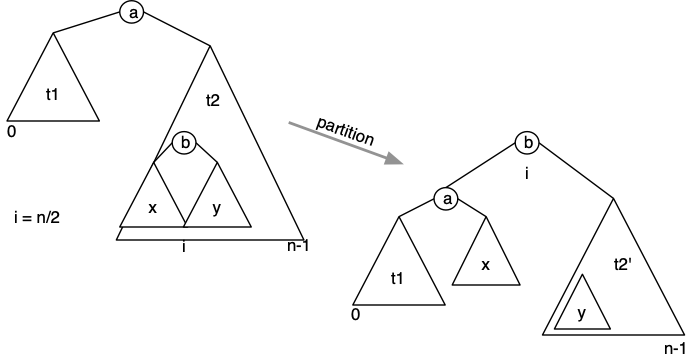 a
t1
t2
0
b
x
y
i = n/2
i
n-1
partition
b
i
a
t1
x
0
t2'
y
n-1